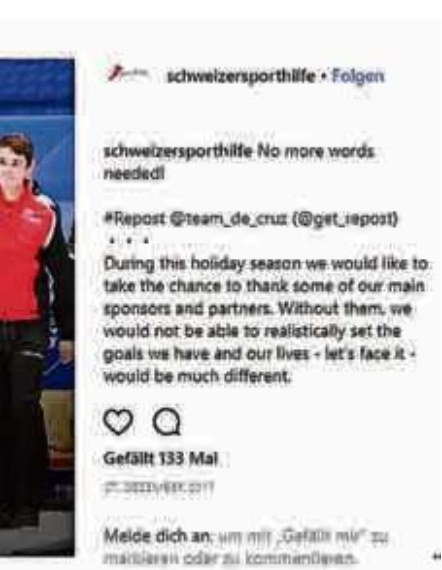 schweizersporthilfe • Folgen
schweizersporthilfe No more words
needed!
#Repost @team_de_cruz (@get_repost)
• • •
During this holiday season we would like to
take the chance to thank some of our main
sponsors and partners. Without them, we
would not be able to realistically set the
goals we have and our lives - let's face it -
would be much different.
Gefällt 133 Mal
27. DEZEMBER 2017
Melde dich an, um mit „Gefällt mir“ zu
markieren oder zu kommentieren.